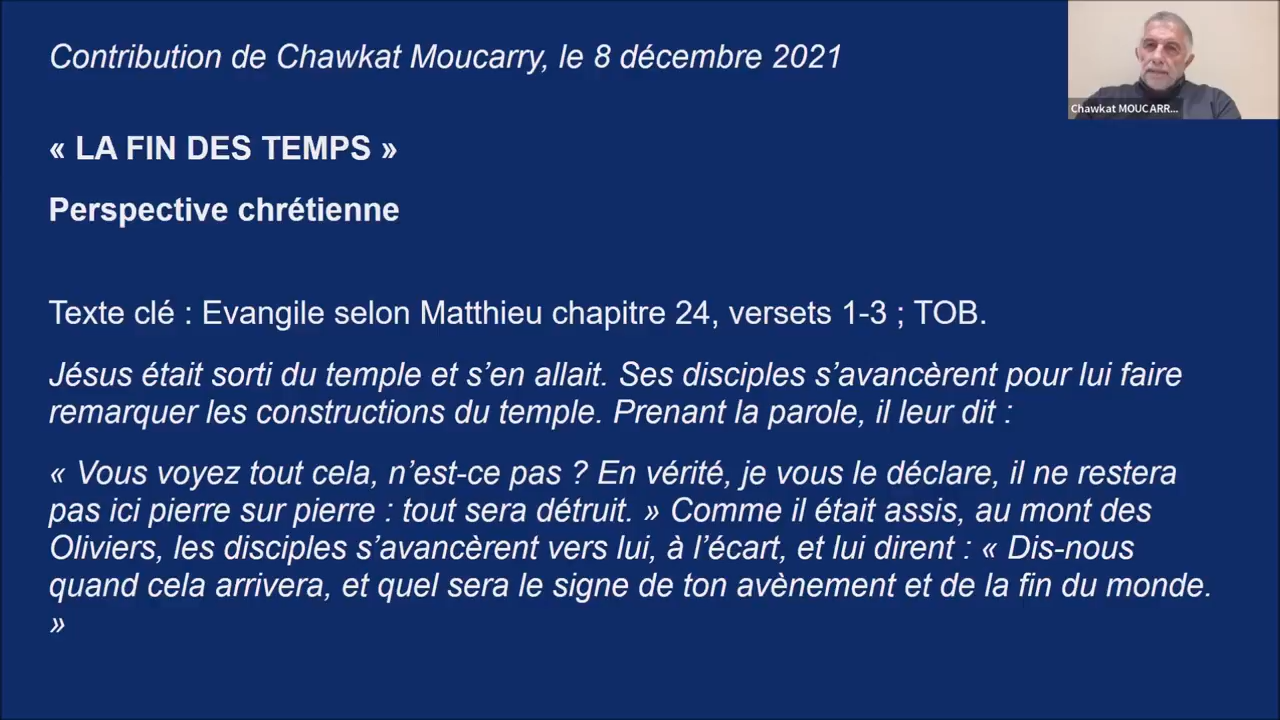 Contribution de Chawkat Moucarry, le 8 décembre 2021
Chawkat MOUCARR...
« LA FIN DES TEMPS »
Perspective chrétienne
Texte clé : Evangile selon Matthieu chapitre 24, versets 1-3 ; TOB.
Jésus était sorti du temple et s’en allait. Ses disciples s’avancèrent pour lui faire
remarquer les constructions du temple. Prenant la parole, il leur dit :
« Vous voyez tout cela, n’est-ce pas ? En vérité, je vous le déclare, il ne restera
pas ici pierre sur pierre : tout sera détruit. » Comme il était assis, au mont des
Oliviers, les disciples s’avancèrent vers lui, à l’écart, et lui dirent : « Dis-nous
quand cela arrivera, et quel sera le signe de ton avènement et de la fin du monde.
»